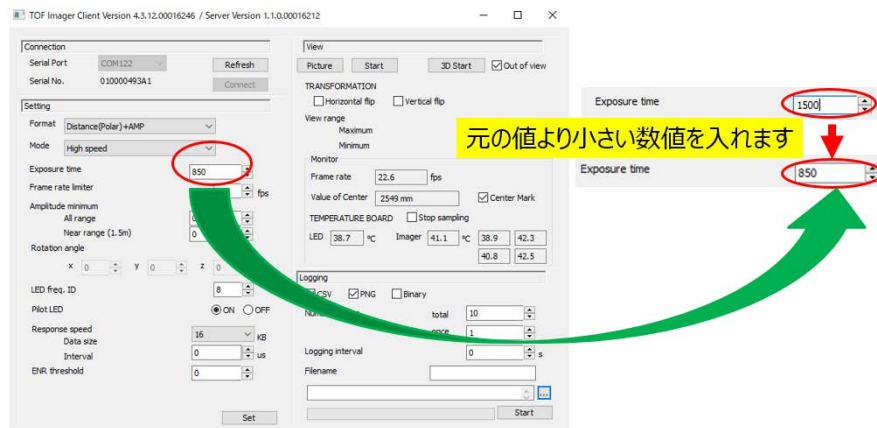 TOF Imager Client Version 4.3.12.00016246 / Server Version 1.1.0.00016212
Connection
Serial Port COM122 Refresh
Serial No. 010000493A1 Connect
Setting
Format Distance(Polar)+AMP
Mode High speed
Exposure time 850
Frame rate limiter fps
Amplitude minimum
All range 0
Near range (1.5m) 0
Rotation angle
X 0 Y 0 Z 0
LED freq. ID 8
Pilot LED ON OFF
Response speed
Data size 16 KB
Interval 0 us
ENR threshold 0
Set
View
Picture Start 3D Start Out of view
TRANSFORMATION
Horizontal flip Vertical flip
View range
Maximum
Minimum
Monitor
Frame rate 22.6 fps
Value of Center 2549 mm Center Mark
TEMPERATURE BOARD Stop sampling
LED 38.7 ℃ Imager 41.1 ℃ 38.9 42.3
40.8 42.5
Logging
CSV PNG Binary
total 10
once 1
Logging interval 0 s
Filename
...
Start
Exposure time 1500
元の値より小さい数値を入れます
Exposure time 850